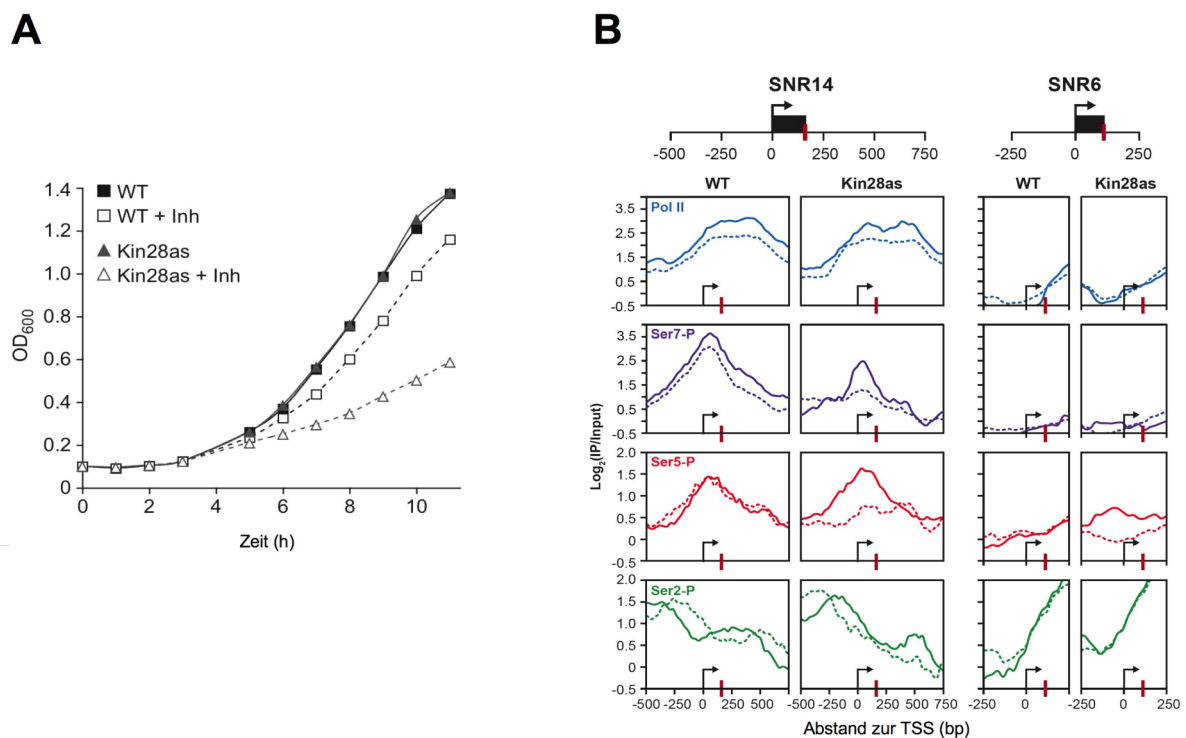 A
B
WT
WT + Inh
Kin28as
Kin28as + Inh
OD600
1.4
1.2
1.0
0.8
0.6
0.4
0.2
0
0 2 4 6 8 10
Zeit (h)
SNR14 SNR6
-500 -250 0 250 500 750 -250 0 250
WT Kin28as WT Kin28as
Log2(IP/Input)
Pol II
3.5
2.5
1.5
0.5
-0.5
Ser7-P
3.5
2.5
1.5
0.5
-0.5
Ser5-P
2.0
1.5
1.0
0.5
0
-0.5
Ser2-P
2.0
1.5
1.0
0.5
0
-0.5
-500 -250 0 250 500 -500 -250 0 250 500 750 -250 0 250 -250 0 250
Abstand zur TSS (bp)